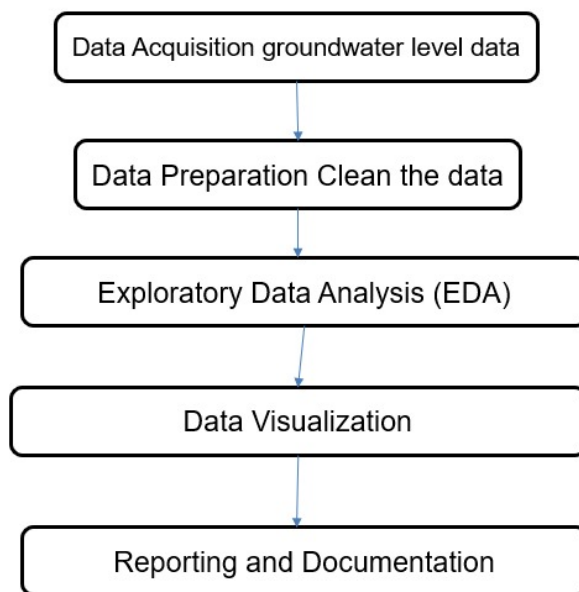 Data Acquisition groundwater level data
Data Preparation Clean the data
Exploratory Data Analysis (EDA)
Data Visualization
Reporting and Documentation